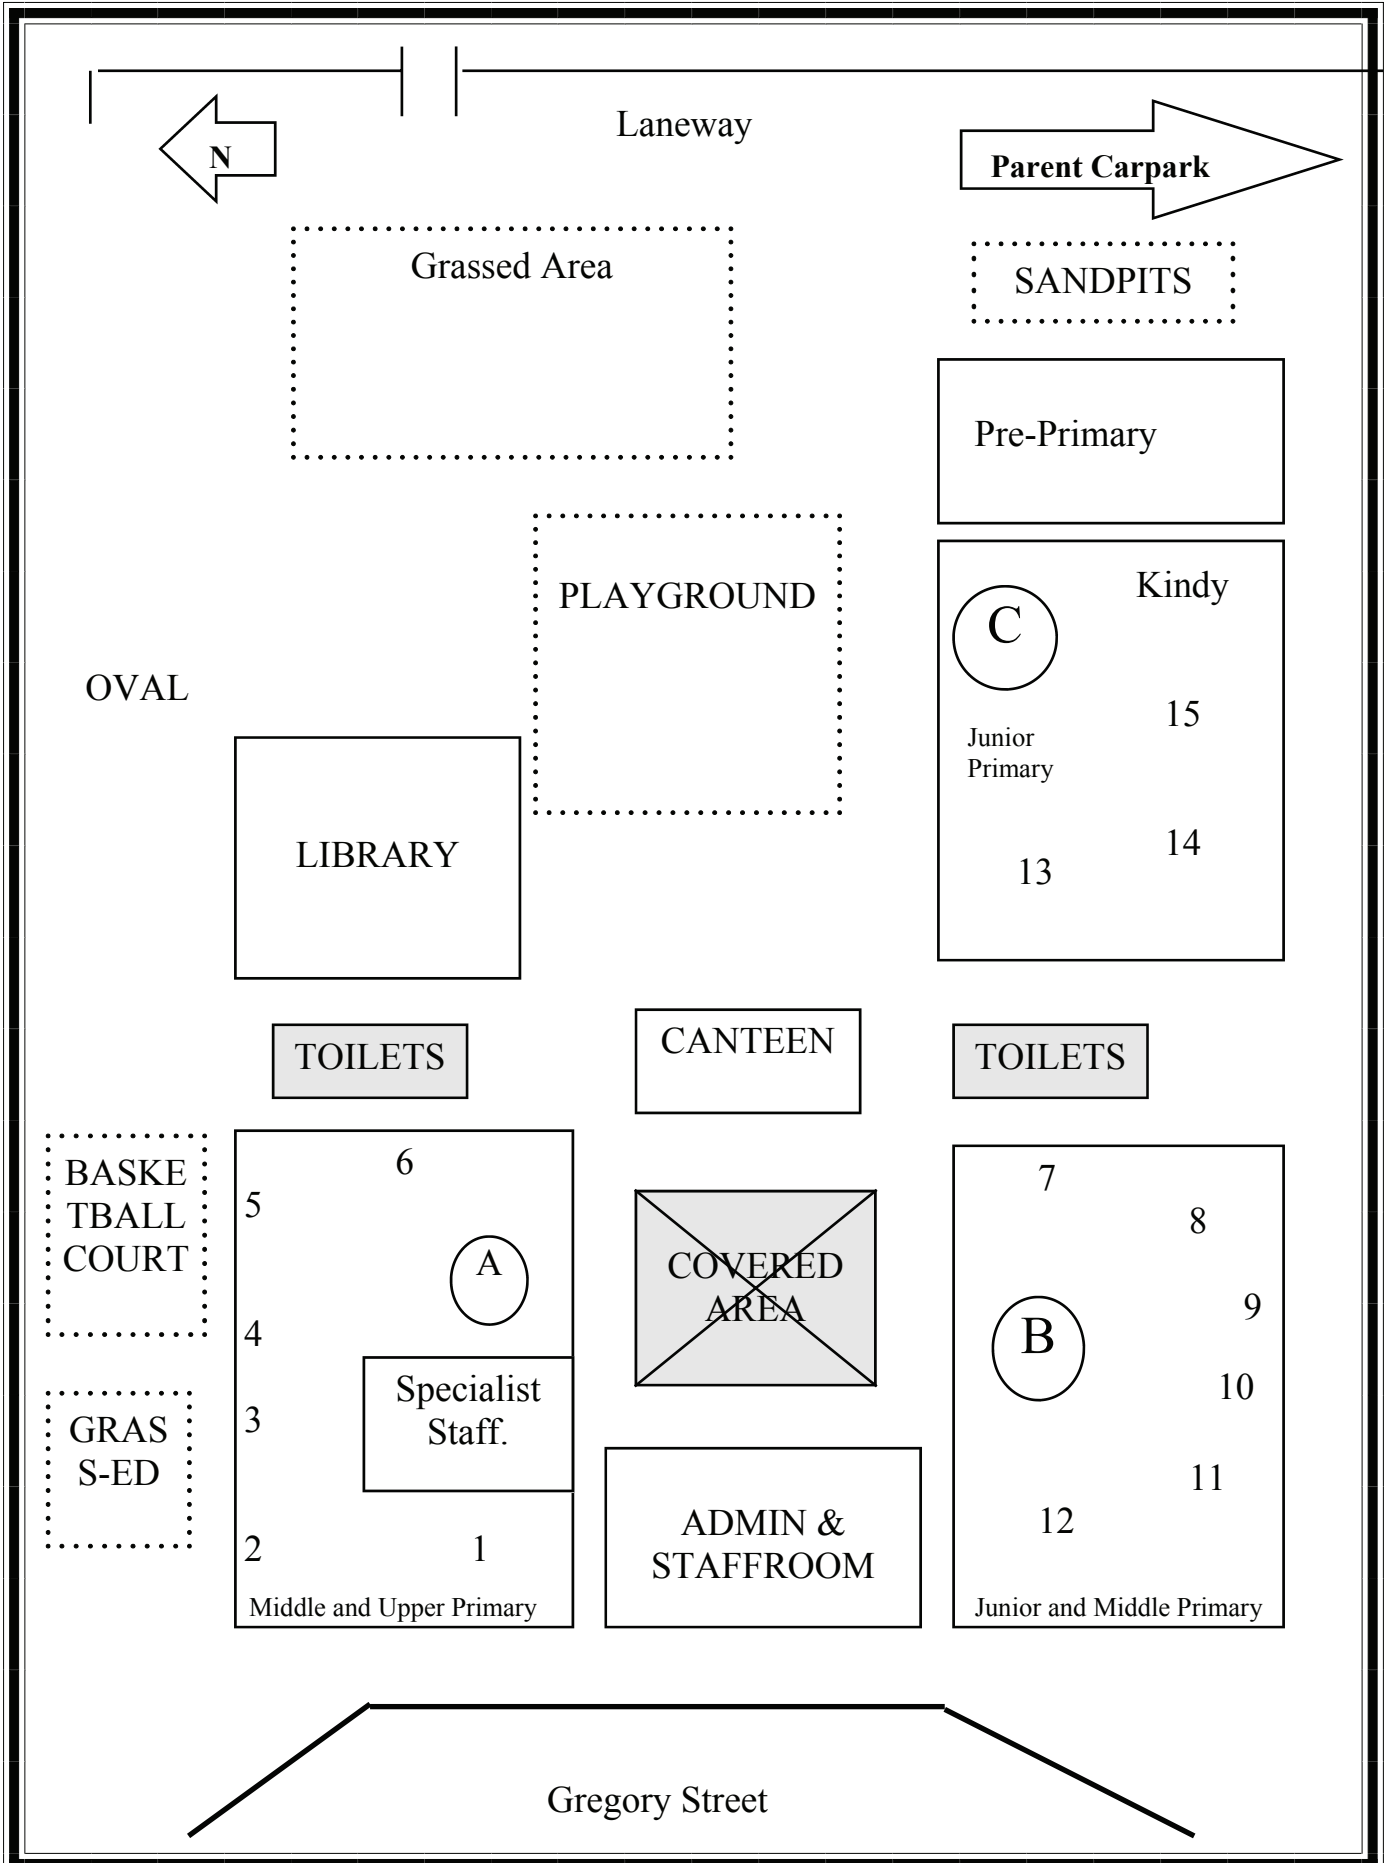 Laneway
N
Parent Carpark
Grassed Area
SANDPITS
Pre-Primary
PLAYGROUND
Kindy
C
OVAL
15
Junior
Primary
LIBRARY
14
13
TOILETS
CANTEEN
TOILETS
BASKE
TBALL
COURT
6
5
A
4
Specialist
Staff.
3
GRAS
S-ED
2
1
Middle and Upper Primary
COVERED
AREA
ADMIN &
STAFFROOM
7
8
9
B
10
11
12
Junior and Middle Primary
Gregory Street